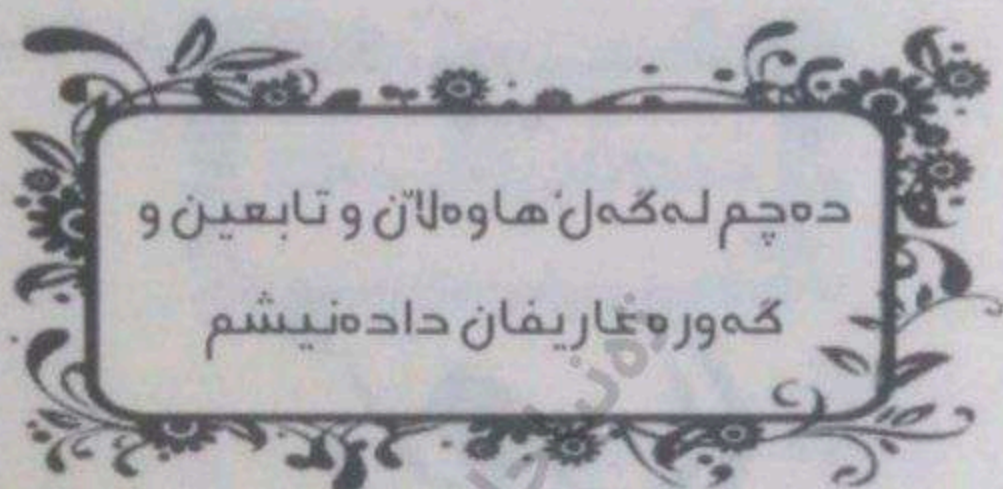 دەچم لەگەڵ هاوەڵان و تابعین و
گەورە عاریفان دادەنیشم